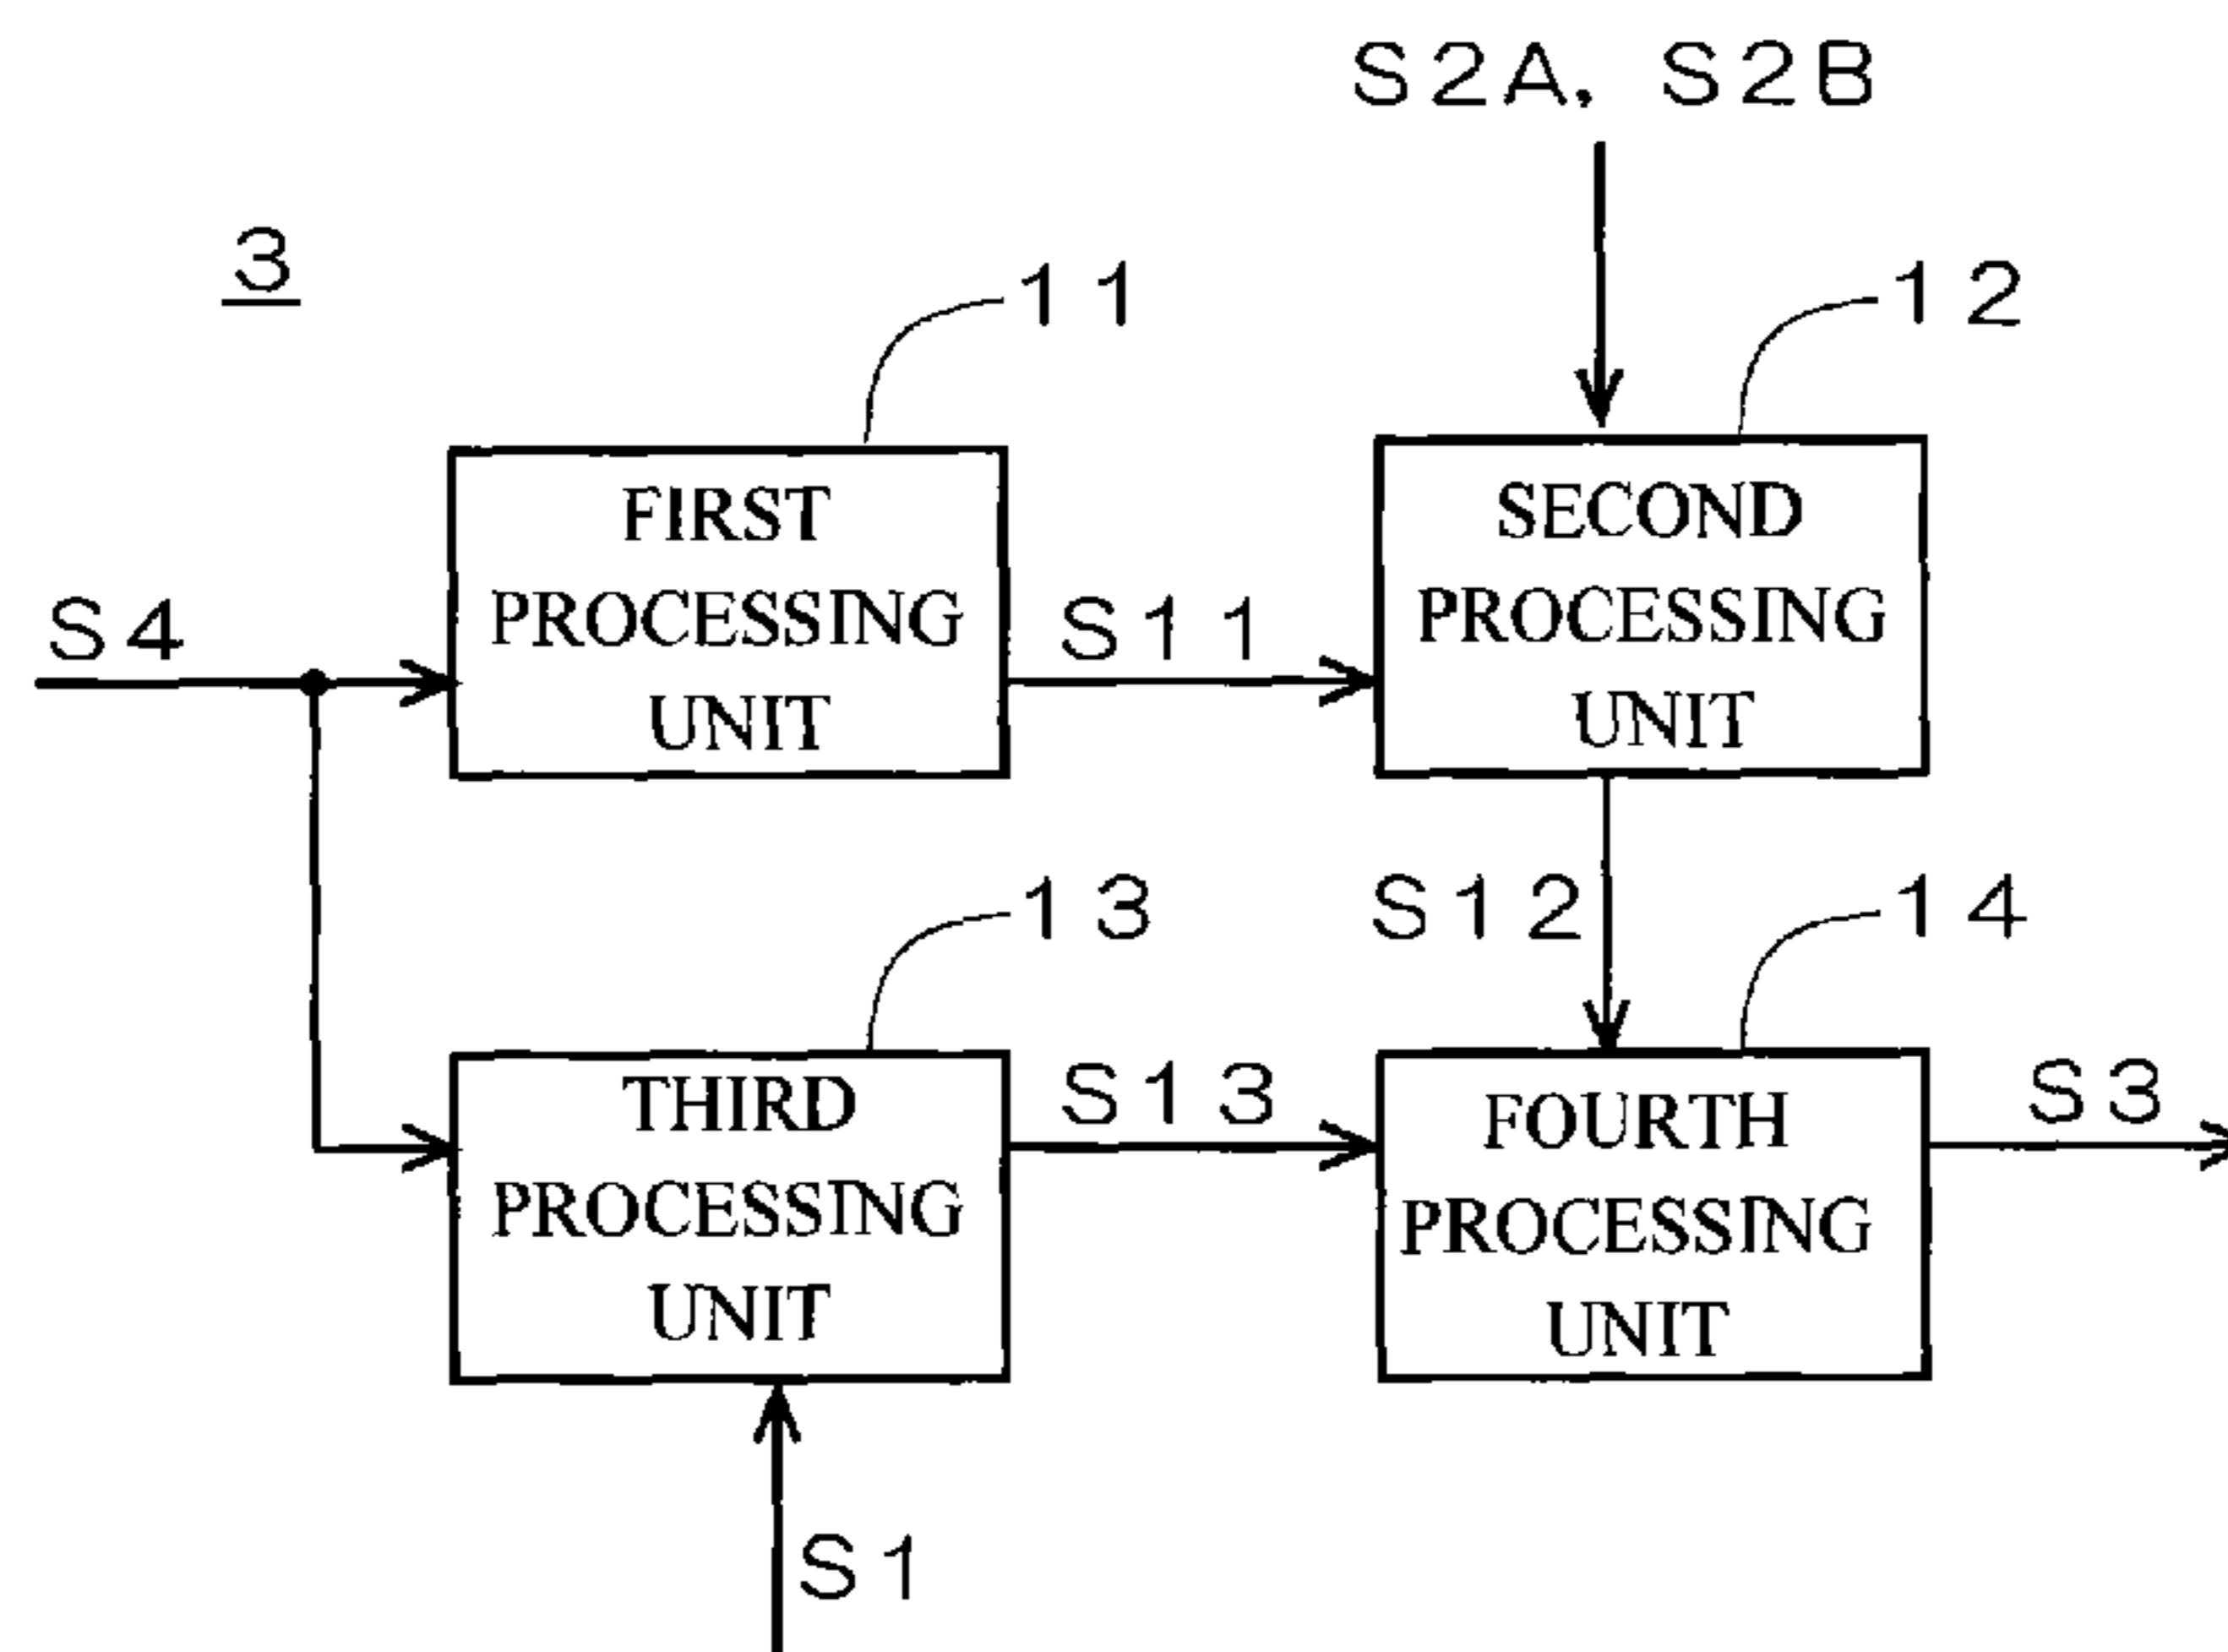 S2A, S2B
3
11
12
FIRST
PROCESSING
UNIT
SECOND
PROCESSING
UNIT
S4
S11
13
S12
14
THIRD
PROCESSING
UNIT
S13
FOURTH
PROCESSING
UNIT
S3
S1